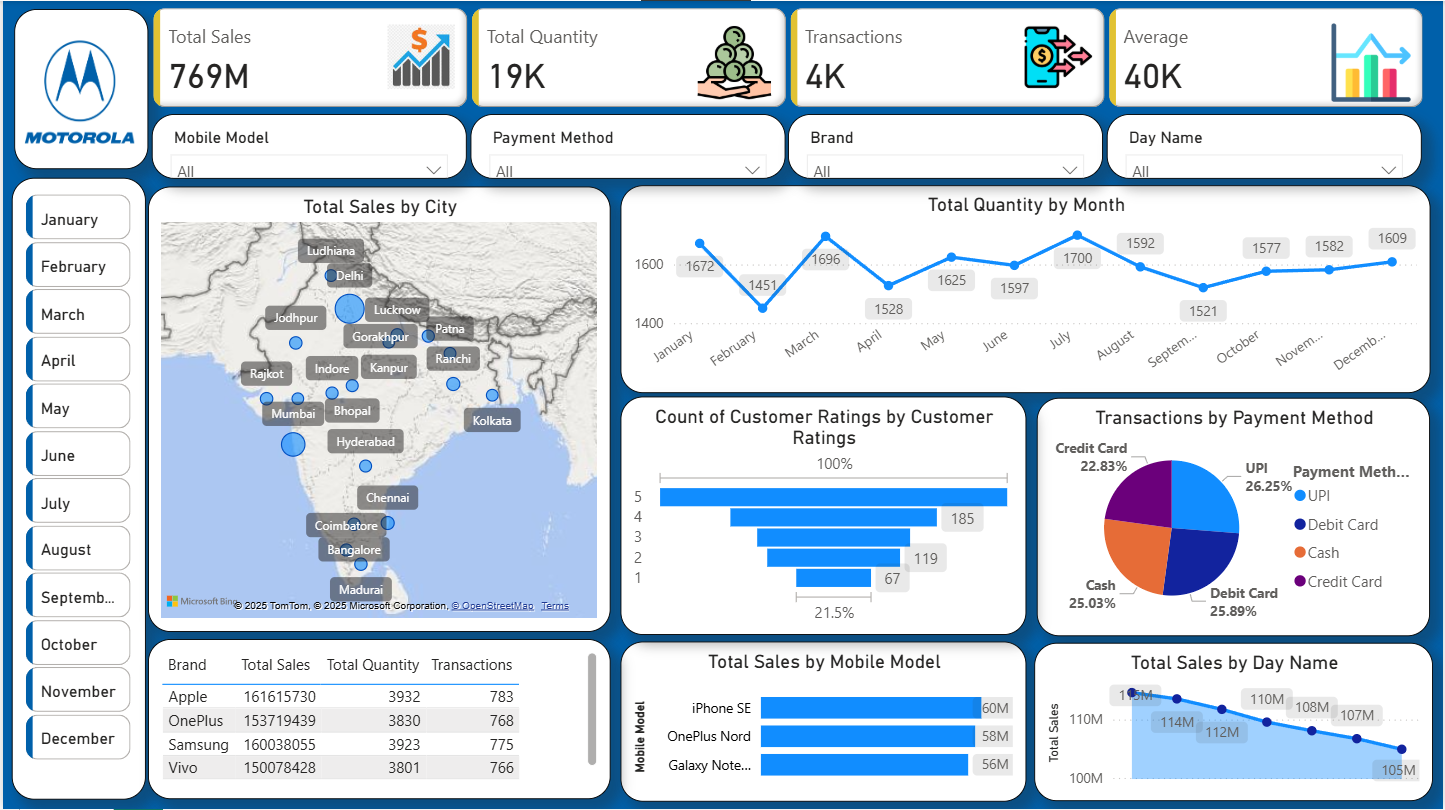 MOTOROLA
Total Sales
769M
Total Quantity
19K
Transactions
4K
Average
40K
Mobile Model
All
Payment Method
All
Brand
All
Day Name
All
January
February
March
April
May
June
July
August
Septemb...
October
November
December
Total Sales by City
Ludhiana
Delhi
Jodhpur
Lucknow
Gorakhpur
Patna
Ranchi
Rajkot
Indore
Kanpur
Mumbai
Bhopal
Kolkata
Hyderabad
Chennai
Coimbatore
Bangalore
Madurai
Microsoft Bing
© 2025 TomTom, © 2025 Microsoft Corporation, © OpenStreetMap Terms
Total Quantity by Month
1600
1400
1672
1451
1696
1528
1625
1597
1700
1592
1521
1577
1582
1609
January
February
March
April
May
June
July
August
Septem...
October
Novem...
Decemb...
Count of Customer Ratings by Customer
Ratings
100%
5
4
185
3
2
119
1
67
21.5%
Transactions by Payment Method
Credit Card
22.83%
UPI
26.25%
Cash
25.03%
Debit Card
25.89%
Payment Meth...
UPI
Debit Card
Cash
Credit Card
Brand Total Sales Total Quantity Transactions
Apple 161615730 3932 783
OnePlus 153719439 3830 768
Samsung 160038055 3923 775
Vivo 150078428 3801 766
Total Sales by Mobile Model
Mobile Model
iPhone SE 60M
OnePlus Nord 58M
Galaxy Note... 56M
Total Sales by Day Name
Total Sales
110M
100M
115M
114M
112M
110M
108M
107M
105M